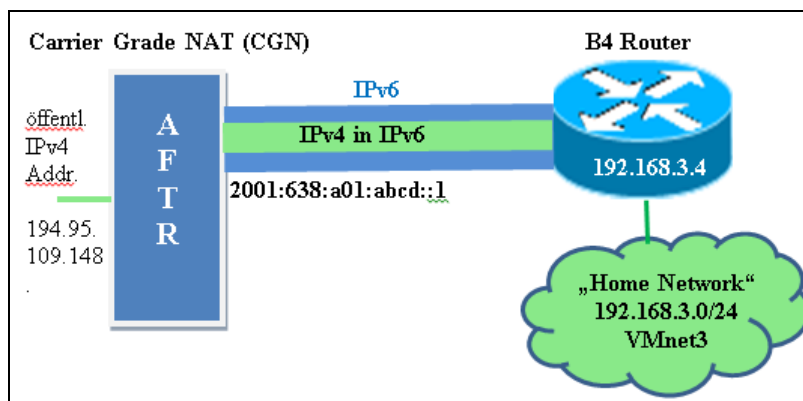 Carrier Grade NAT (CGN)
B4 Router
öffentl.
IPv4
Addr.
194.95.
109.148
.
A
F
T
R
IPv6
IPv4 in IPv6
2001:638:a01:abcd::1
192.168.3.4
„Home Network“
192.168.3.0/24
VMnet3